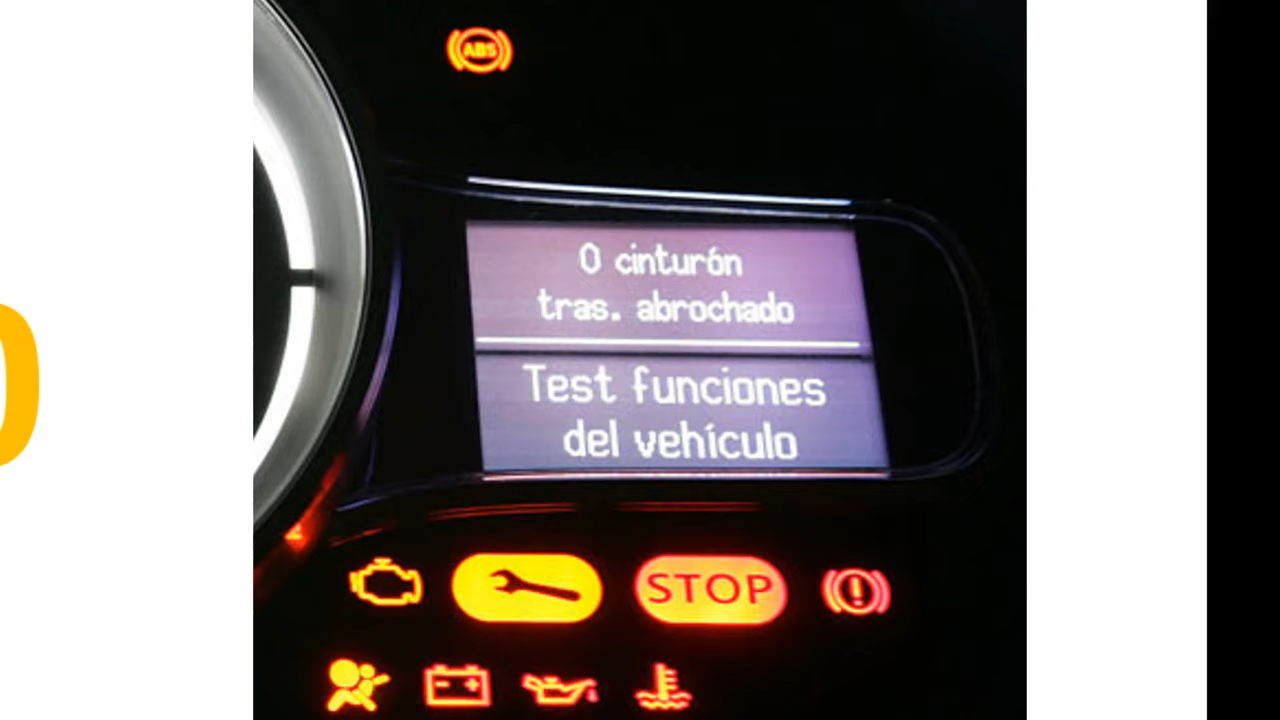 ABS
0 cinturón
tras. abrochado
Test funciones
del vehículo
STOP